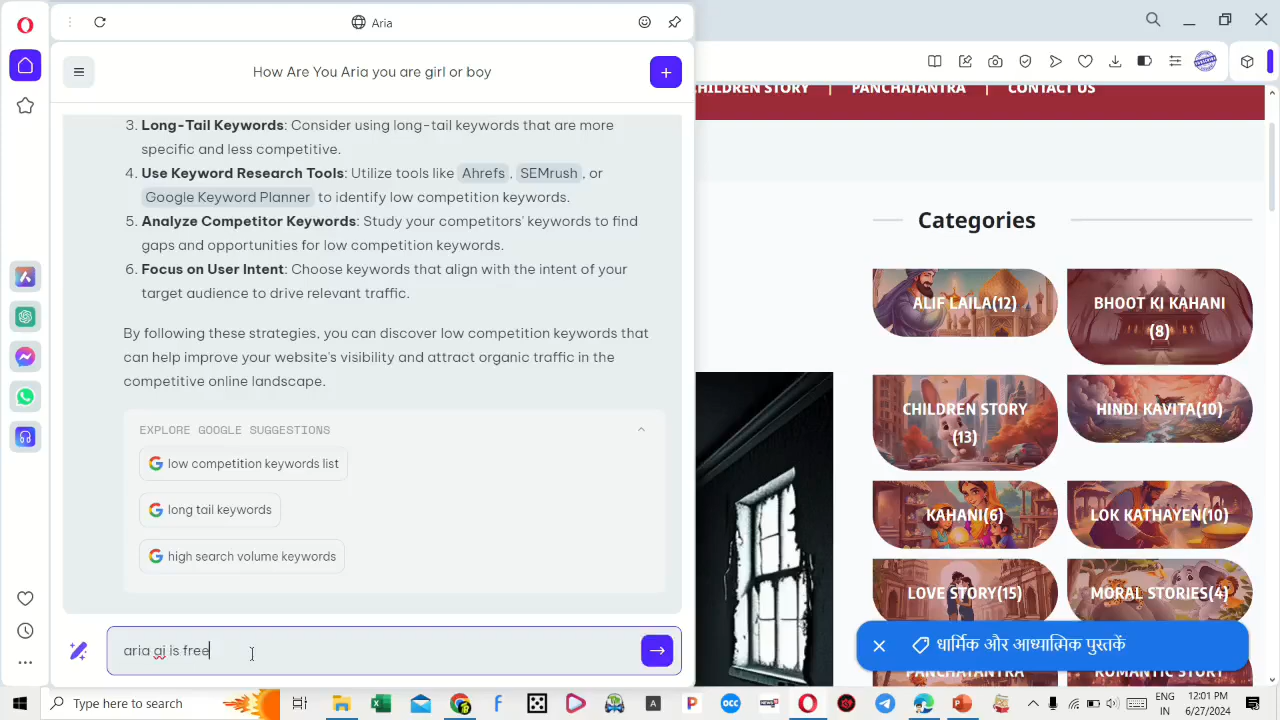 Aria
How Are You Aria you are girl or boy
3. Long-Tail Keywords: Consider using long-tail keywords that are more
specific and less competitive.
4. Use Keyword Research Tools: Utilize tools like Ahrefs, SEMrush, or
Google Keyword Planner to identify low competition keywords.
5. Analyze Competitor Keywords: Study your competitors' keywords to find
gaps and opportunities for low competition keywords.
6. Focus on User Intent: Choose keywords that align with the intent of your
target audience to drive relevant traffic.
By following these strategies, you can discover low competition keywords that
can help improve your website's visibility and attract organic traffic in the
competitive online landscape.
EXPLORE GOOGLE SUGGESTIONS
low competition keywords list
long tail keywords
high search volume keywords
aria ai is free
CHILDREN STORY | PANCHATANTRA | CONTACT US
Categories
ALIF LAILA(12)
BHOOT KI KAHANI
(8)
CHILDREN STORY
(13)
HINDI KAVITA(10)
KAHANI(6)
LOK KATHAYEN(10)
LOVE STORY(15)
MORAL STORIES(4)
PANCHATANTRA
ROMANTIC STORY
धार्मिक और आध्यात्मिक पुस्तकें
Type here to search
ENG
IN
12:01 PM
6/27/2024